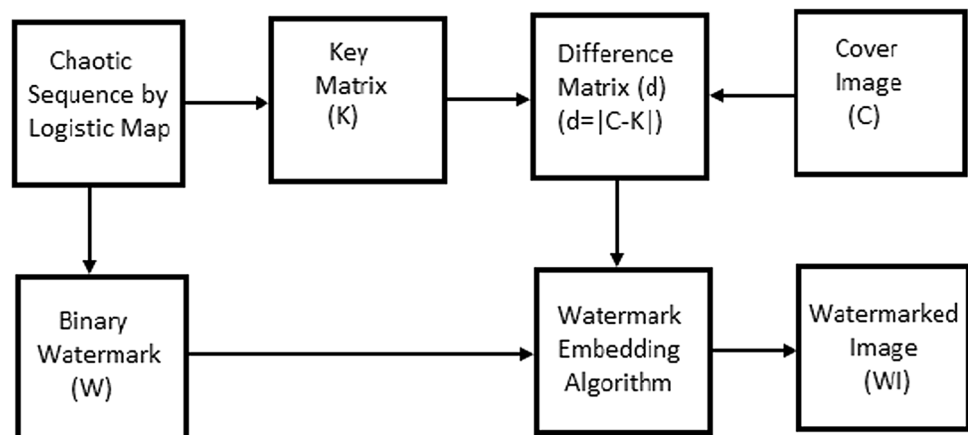 Chaotic
Sequence by
Logistic Map
Key
Matrix
(K)
Difference
Matrix (d)
(d=|C-K|)
Cover
Image
(C)
Binary
Watermark
(W)
Watermark
Embedding
Algorithm
Watermarked
Image
(WI)